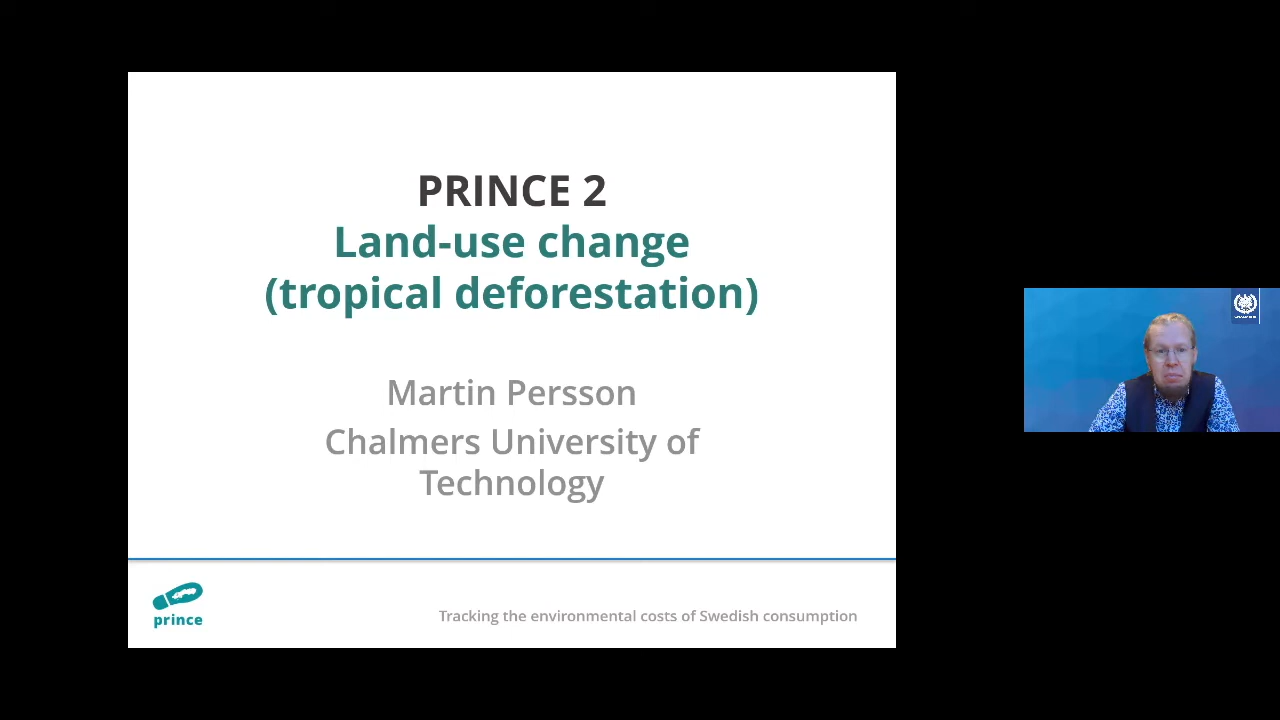 PRINCE 2
Land-use change
(tropical deforestation)
Martin Persson
Chalmers University of
Technology
prince
Tracking the environmental costs of Swedish consumption